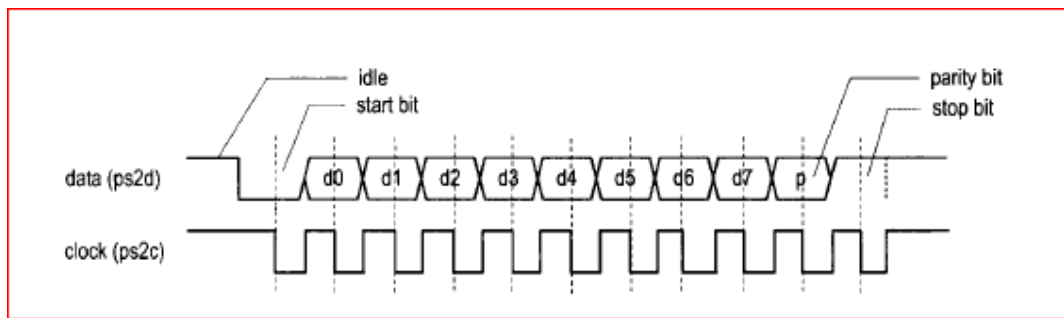 idle
parity bit
start bit
stop bit
data (ps2d)
d0 d1 d2 d3 d4 d5 d6 d7 p
clock (ps2c)